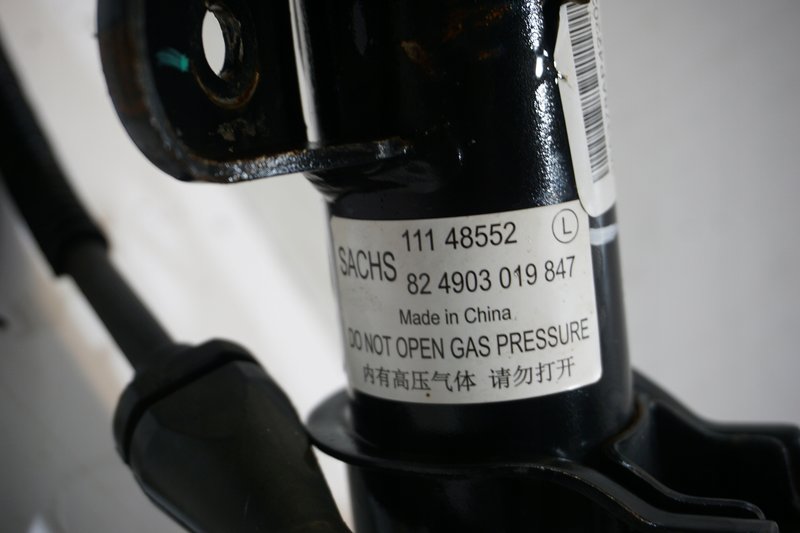 111 48552 L
SACHS
82 4903 019 847
Made in China
DO NOT OPEN GAS PRESSURE
内有高压气体 请勿打开